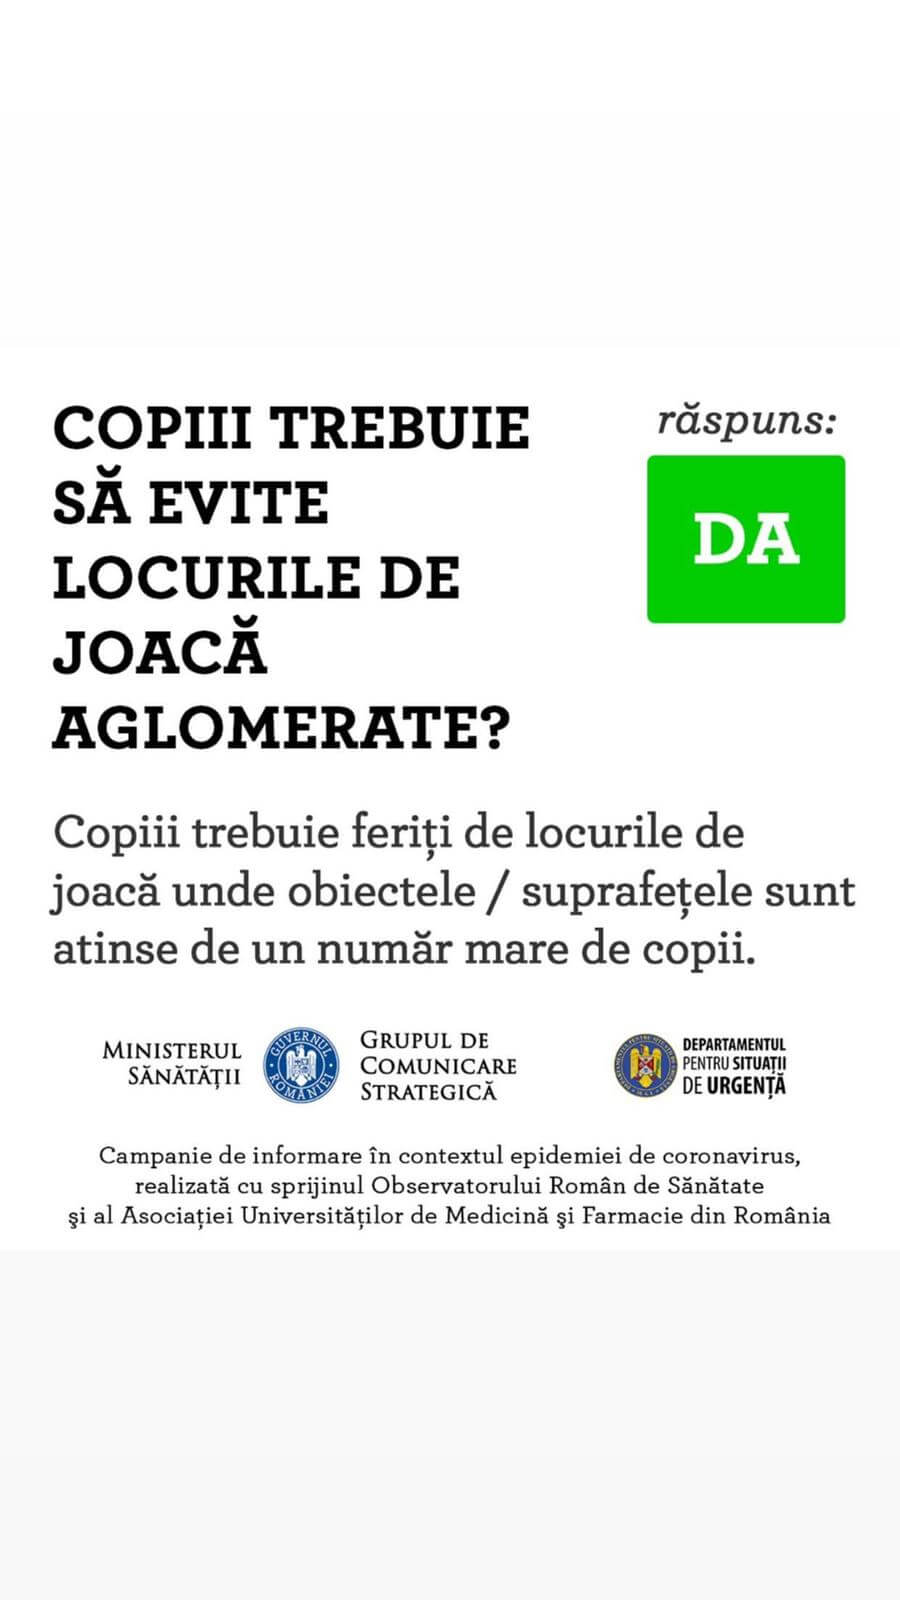 COPIII TREBUIE
SĂ EVITE
LOCURILE DE
JOACĂ
AGLOMERATE?
răspuns:
DA
Copiii trebuie feriți de locurile de
joacă unde obiectele / suprafețele sunt
atinse de un număr mare de copii.
MINISTERUL
SĂNĂTĂȚII
GUVERNUL
ROMÂNIEI
GRUPUL DE
COMUNICARE
STRATEGICĂ
DEPARTAMENTUL
PENTRU SITUAȚII
DE URGENȚĂ
Campanie de informare în contextul epidemiei de coronavirus,
realizată cu sprijinul Observatorului Român de Sănătate
şi al Asociației Universităților de Medicină şi Farmacie din România